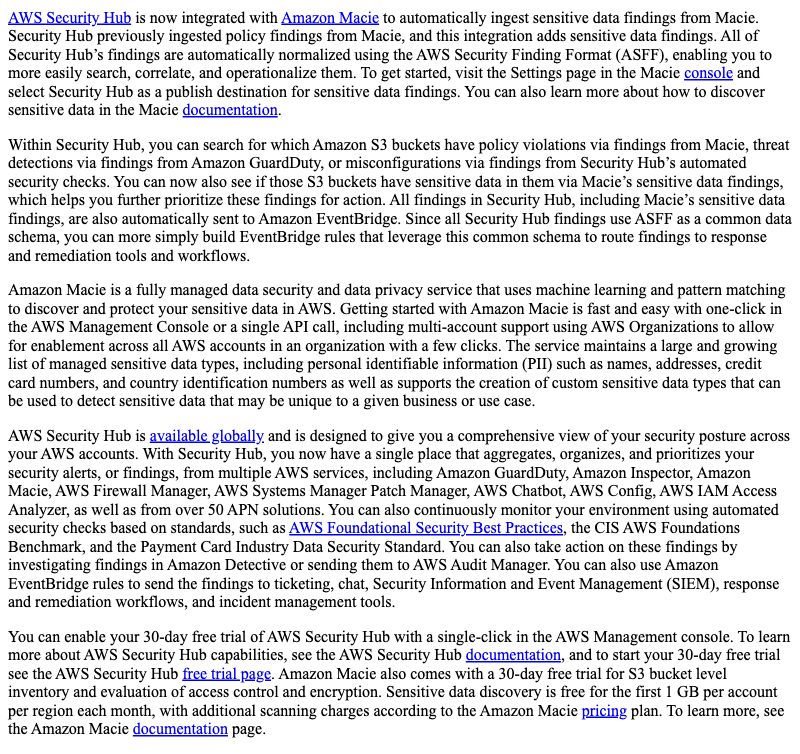 AWS Security Hub is now integrated with Amazon Macie to automatically ingest sensitive data findings from Macie.
Security Hub previously ingested policy findings from Macie, and this integration adds sensitive data findings. All of
Security Hub’s findings are automatically normalized using the AWS Security Finding Format (ASFF), enabling you to
more easily search, correlate, and operationalize them. To get started, visit the Settings page in the Macie console and
select Security Hub as a publish destination for sensitive data findings. You can also learn more about how to discover
sensitive data in the Macie documentation.
Within Security Hub, you can search for which Amazon S3 buckets have policy violations via findings from Macie, threat
detections via findings from Amazon GuardDuty, or misconfigurations via findings from Security Hub’s automated
security checks. You can now also see if those S3 buckets have sensitive data in them via Macie’s sensitive data findings,
which helps you further prioritize these findings for action. All findings in Security Hub, including Macie’s sensitive data
findings, are also automatically sent to Amazon EventBridge. Since all Security Hub findings use ASFF as a common data
schema, you can more simply build EventBridge rules that leverage this common schema to route findings to response
and remediation tools and workflows.
Amazon Macie is a fully managed data security and data privacy service that uses machine learning and pattern matching
to discover and protect your sensitive data in AWS. Getting started with Amazon Macie is fast and easy with one-click in
the AWS Management Console or a single API call, including multi-account support using AWS Organizations to allow
for enablement across all AWS accounts in an organization with a few clicks. The service maintains a large and growing
list of managed sensitive data types, including personal identifiable information (PII) such as names, addresses, credit
card numbers, and country identification numbers as well as supports the creation of custom sensitive data types that can
be used to detect sensitive data that may be unique to a given business or use case.
AWS Security Hub is available globally and is designed to give you a comprehensive view of your security posture across
your AWS accounts. With Security Hub, you now have a single place that aggregates, organizes, and prioritizes your
security alerts, or findings, from multiple AWS services, including Amazon GuardDuty, Amazon Inspector, Amazon
Macie, AWS Firewall Manager, AWS Systems Manager Patch Manager, AWS Chatbot, AWS Config, AWS IAM Access
Analyzer, as well as from over 50 APN solutions. You can also continuously monitor your environment using automated
security checks based on standards, such as AWS Foundational Security Best Practices, the CIS AWS Foundations
Benchmark, and the Payment Card Industry Data Security Standard. You can also take action on these findings by
investigating findings in Amazon Detective or sending them to AWS Audit Manager. You can also use Amazon
EventBridge rules to send the findings to ticketing, chat, Security Information and Event Management (SIEM), response
and remediation workflows, and incident management tools.
You can enable your 30-day free trial of AWS Security Hub with a single-click in the AWS Management console. To learn
more about AWS Security Hub capabilities, see the AWS Security Hub documentation, and to start your 30-day free trial
see the AWS Security Hub free trial page. Amazon Macie also comes with a 30-day free trial for S3 bucket level
inventory and evaluation of access control and encryption. Sensitive data discovery is free for the first 1 GB per account
per region each month, with additional scanning charges according to the Amazon Macie pricing plan. To learn more, see
the Amazon Macie documentation page.